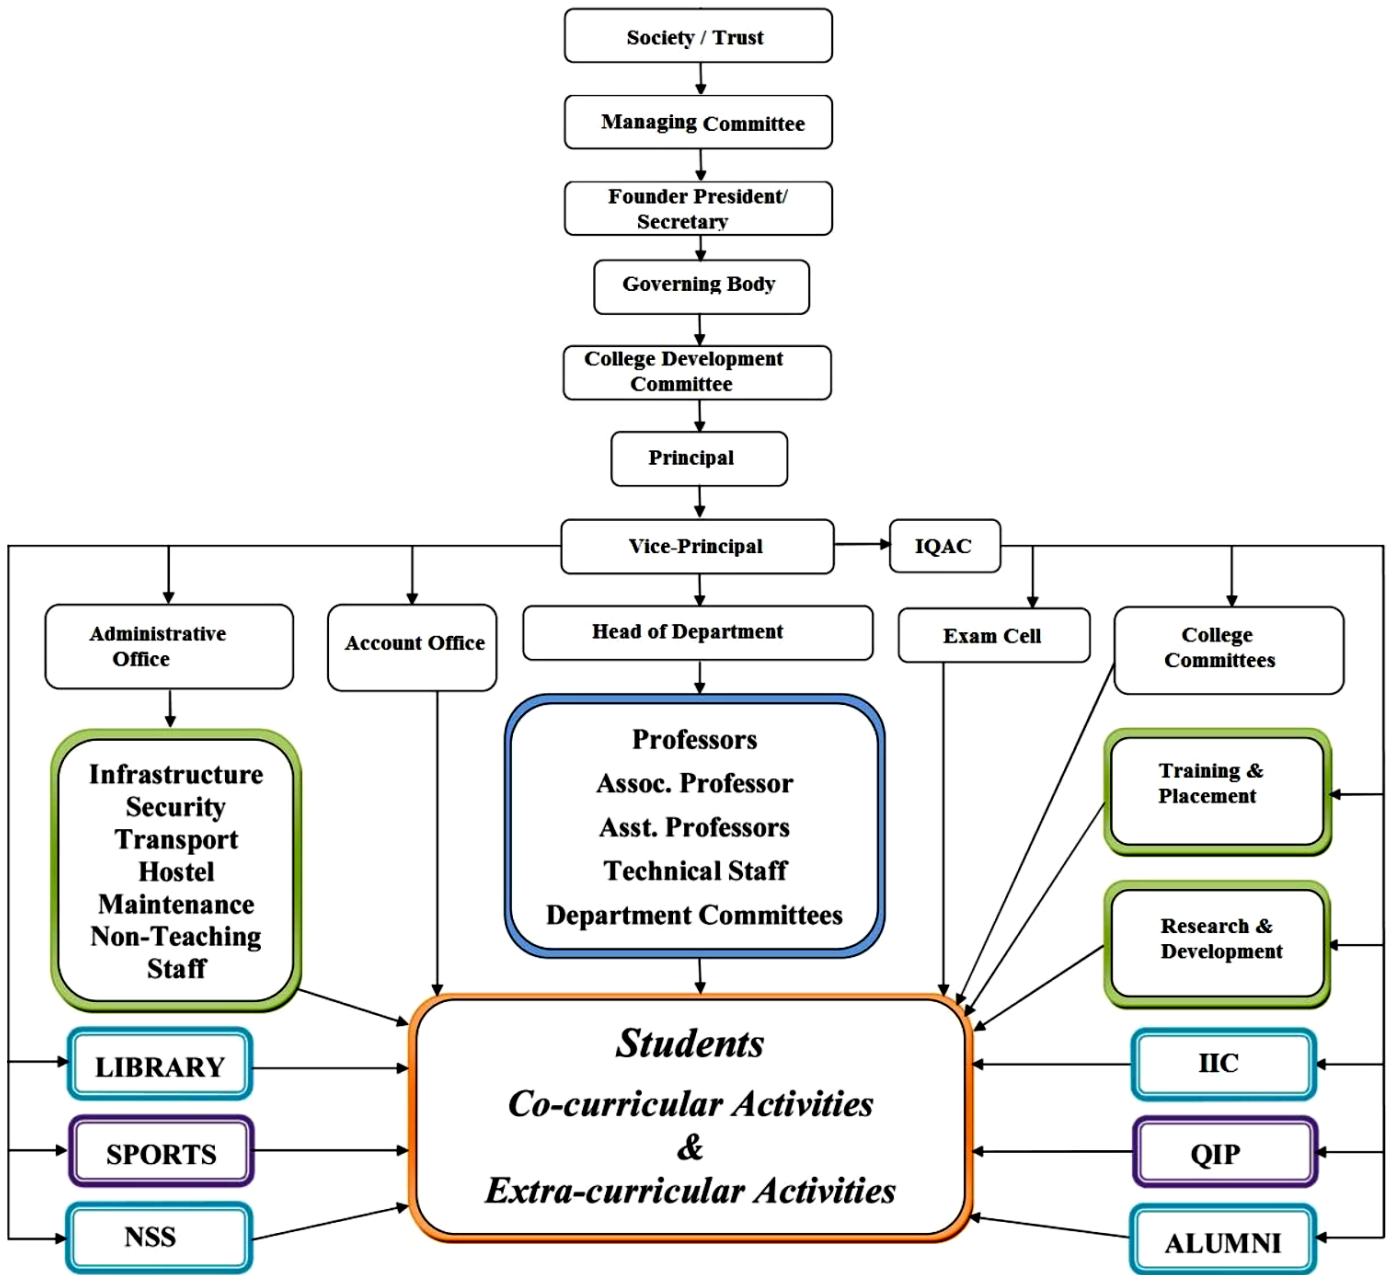 Society / Trust
Managing Committee
Founder President/
Secretary
Governing Body
College Development
Committee
Principal
Vice-Principal
IQAC
Administrative
Office
Account Office
Head of Department
Exam Cell
College
Committees
Infrastructure
Security
Transport
Hostel
Maintenance
Non-Teaching
Staff
Professors
Assoc. Professor
Asst. Professors
Technical Staff
Department Committees
Training &
Placement
Research &
Development
LIBRARY
SPORTS
NSS
Students
Co-curricular Activities
&
Extra-curricular Activities
IIC
QIP
ALUMNI